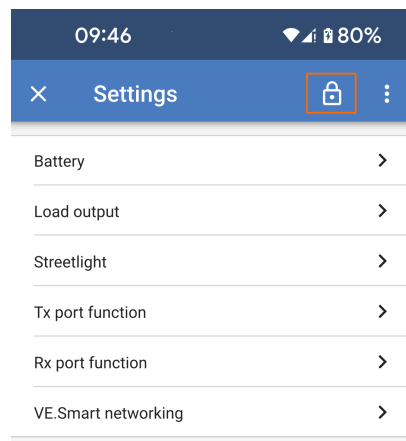 09:46 80%
Settings
Battery
Load output
Streetlight
Tx port function
Rx port function
VE.Smart networking